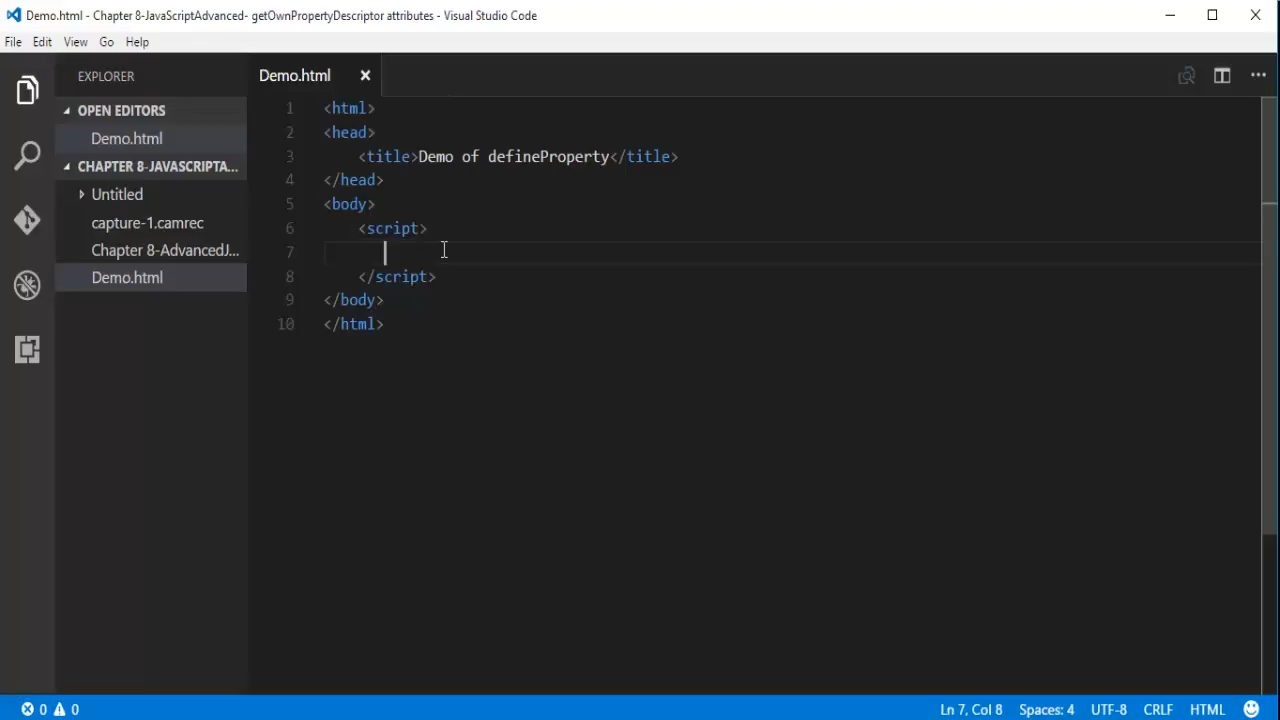 Demo.html - Chapter 8-JavaScriptAdvanced- getOwnPropertyDescriptor attributes - Visual Studio Code
File Edit View Go Help
EXPLORER
OPEN EDITORS
Demo.html
CHAPTER 8-JAVASCRIPTA...
Untitled
capture-1.camrec
Chapter 8-AdvancedJ...
Demo.html
Demo.html
1 <html>
2 <head>
3 <title>Demo of defineProperty</title>
4 </head>
5 <body>
6 <script>
7
8 </script>
9 </body>
10 </html>
0 0 Ln 7, Col 8 Spaces: 4 UTF-8 CRLF HTML